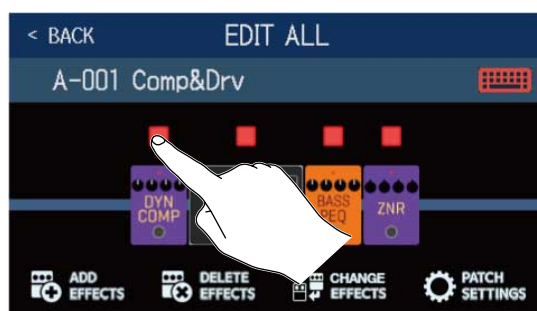 < BACK
EDIT ALL
A-001 Comp&Drv
DYN
COMP
BASS
PEQ
ZNR
ADD
EFFECTS
DELETE
EFFECTS
CHANGE
EFFECTS
PATCH
SETTINGS